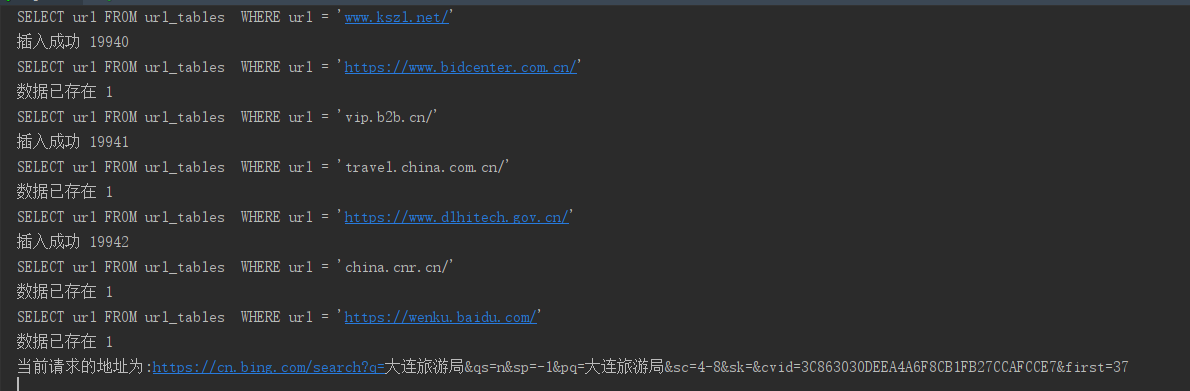 SELECT url FROM url_tables  WHERE url = 'www.kszl.net/'
插入成功 19940
SELECT url FROM url_tables  WHERE url = 'https://www.bidcenter.com.cn/'
数据已存在 1
SELECT url FROM url_tables  WHERE url = 'vip.b2b.cn/'
插入成功 19941
SELECT url FROM url_tables  WHERE url = 'travel.china.com.cn/'
数据已存在 1
SELECT url FROM url_tables  WHERE url = 'https://www.dlhitech.gov.cn/'
插入成功 19942
SELECT url FROM url_tables  WHERE url = 'china.cnr.cn/'
数据已存在 1
SELECT url FROM url_tables  WHERE url = 'https://wenku.baidu.com/'
数据已存在 1
当前请求的地址为:https://cn.bing.com/search?q=大连旅游局&qs=n&sp=-1&pq=大连旅游局&sc=4-8&sk=&cvid=3C863030DEEA4A6F8CB1FB27CCAFCCE7&first=37